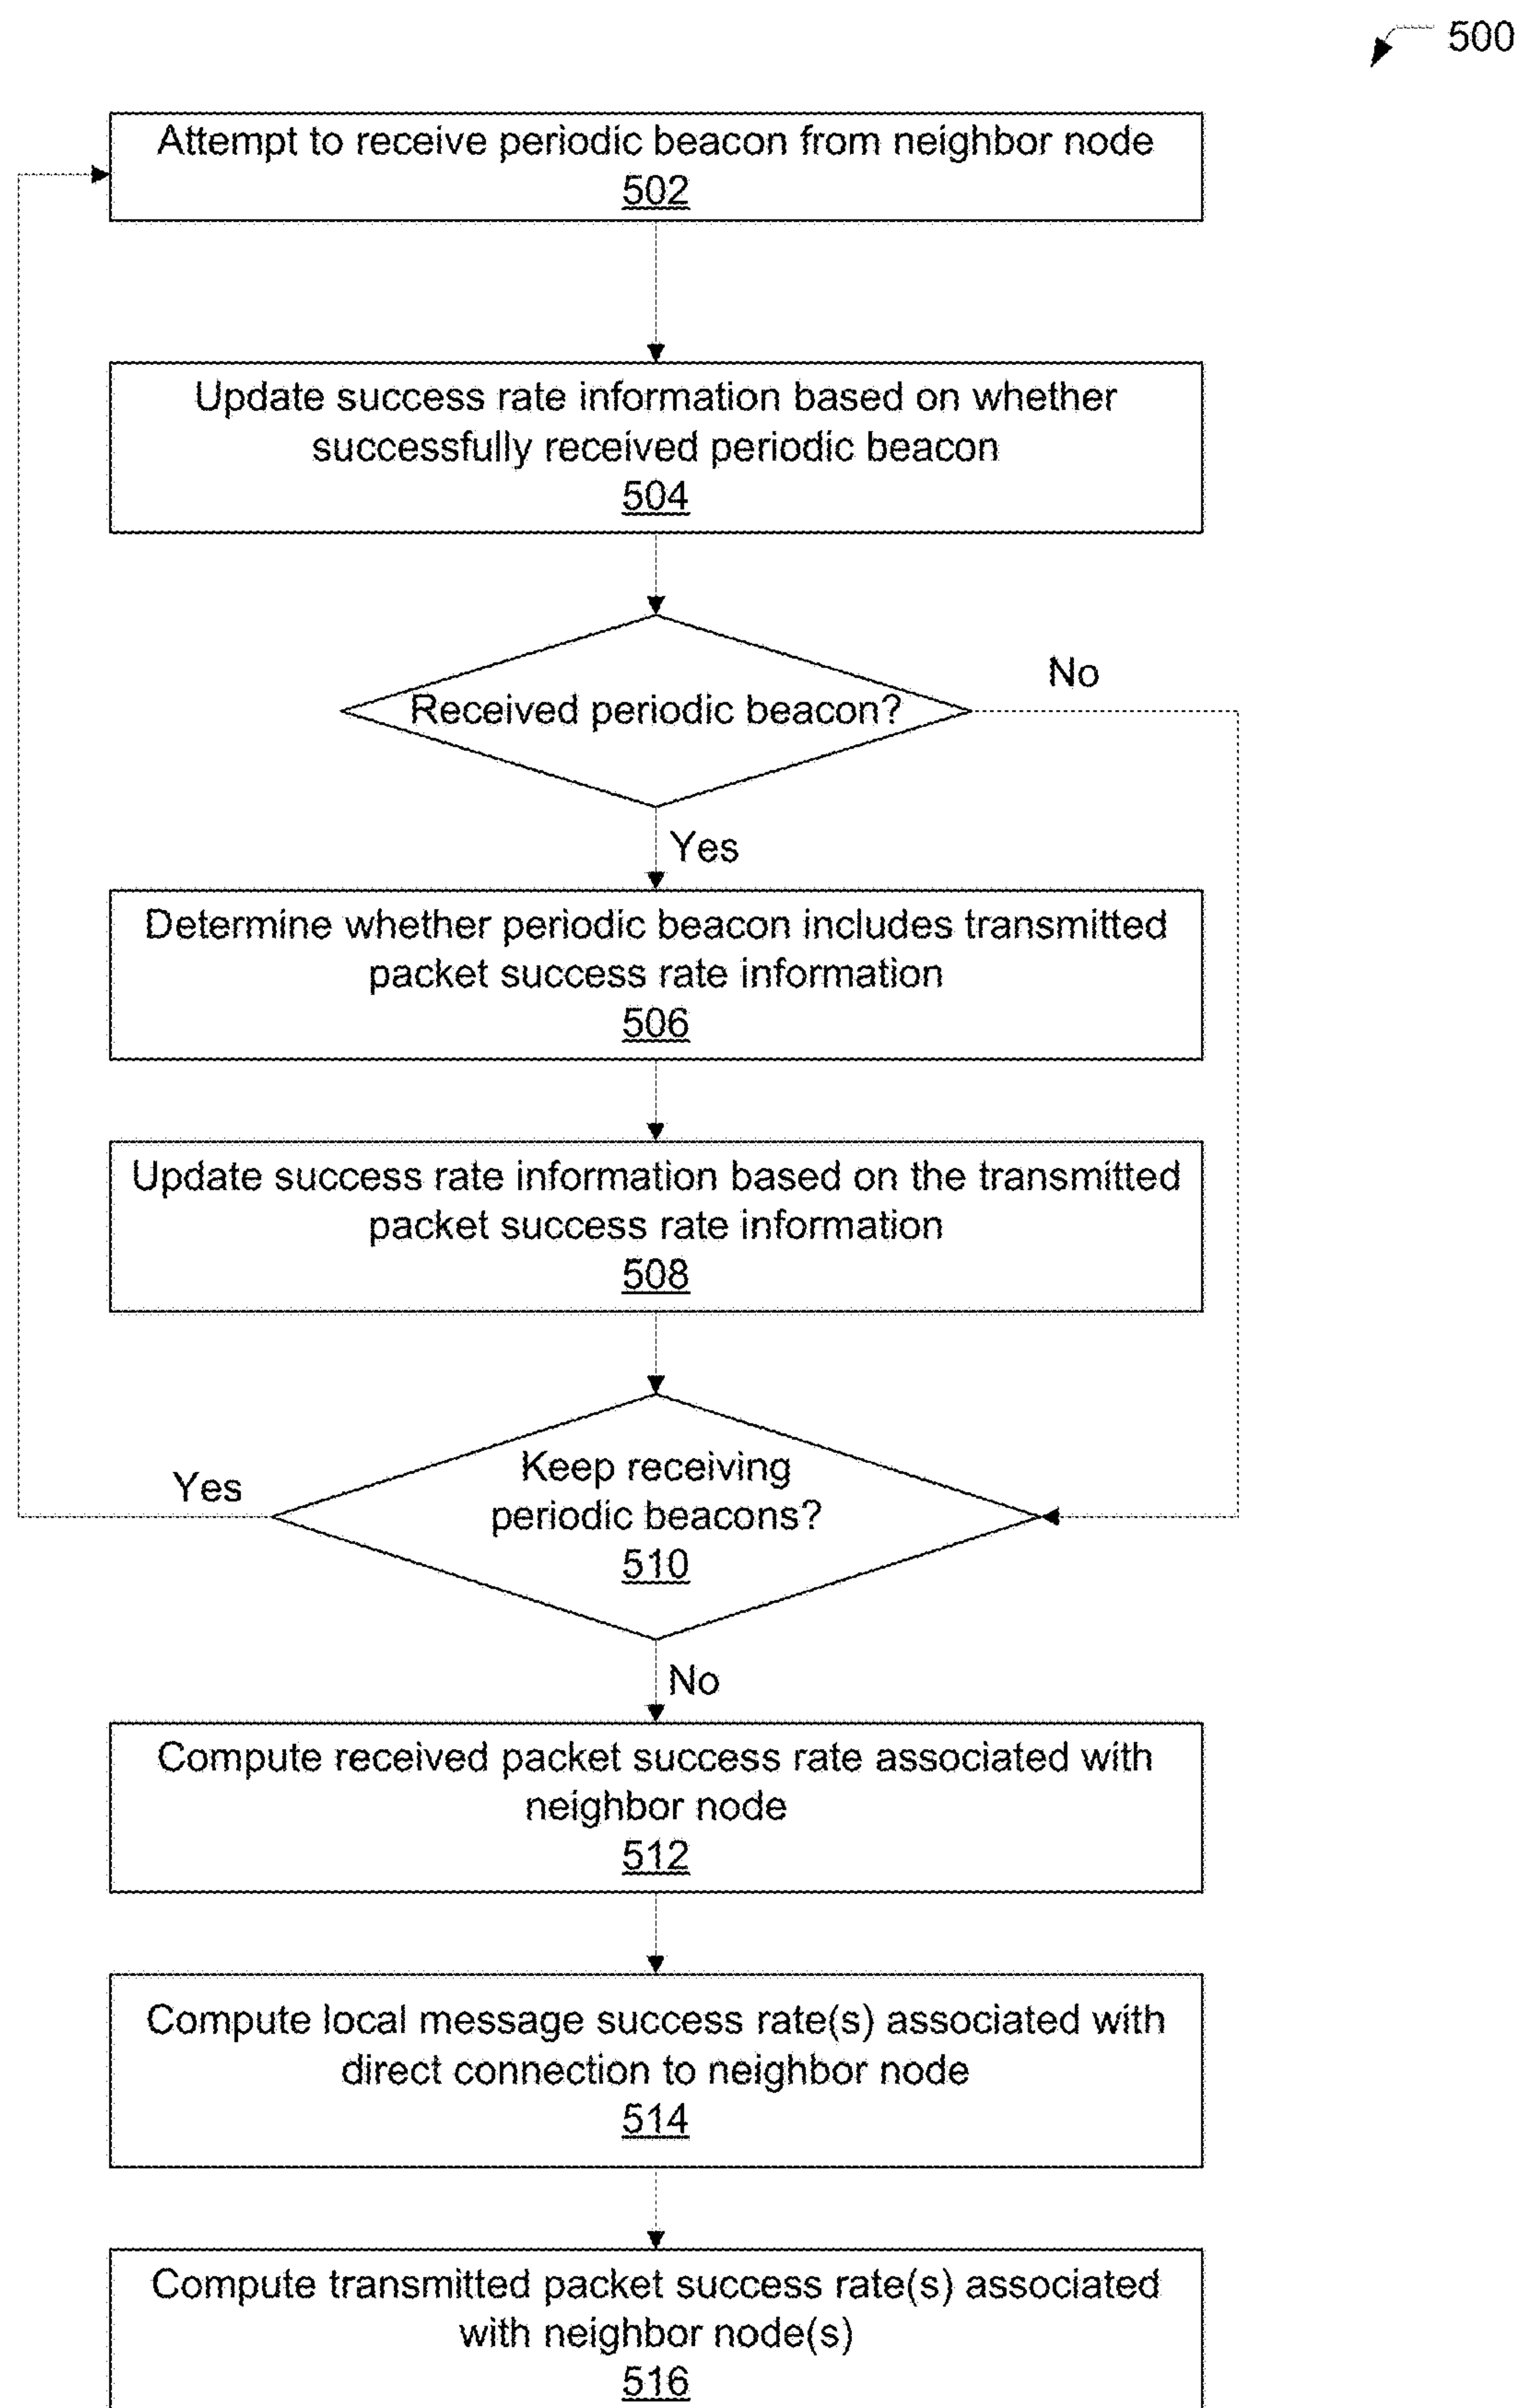 500
Attempt to receive periodic beacon from neighbor node
502
Update success rate information based on whether
successfully received periodic beacon
504
Received periodic beacon?
No
Yes
Determine whether periodic beacon includes transmitted
packet success rate information
506
Update success rate information based on the transmitted
packet success rate information
508
Keep receiving
periodic beacons?
510
Yes
No
Compute received packet success rate associated with
neighbor node
512
Compute local message success rate(s) associated with
direct connection to neighbor node
514
Compute transmitted packet success rate(s) associated
with neighbor node(s)
516